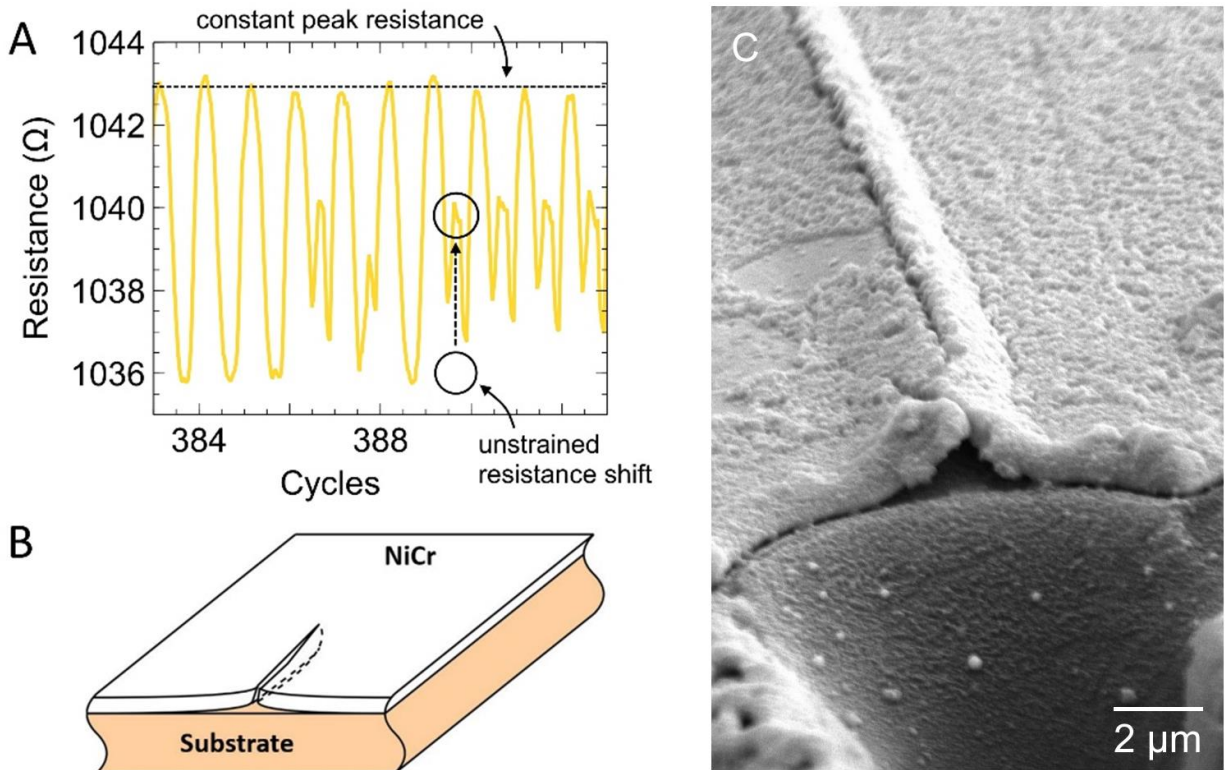 A
constant peak resistance
1044
1042
1040
1038
1036
Resistance (Ω)
384
388
Cycles
unstrained
resistance shift
B
NiCr
Substrate
C
2 μm